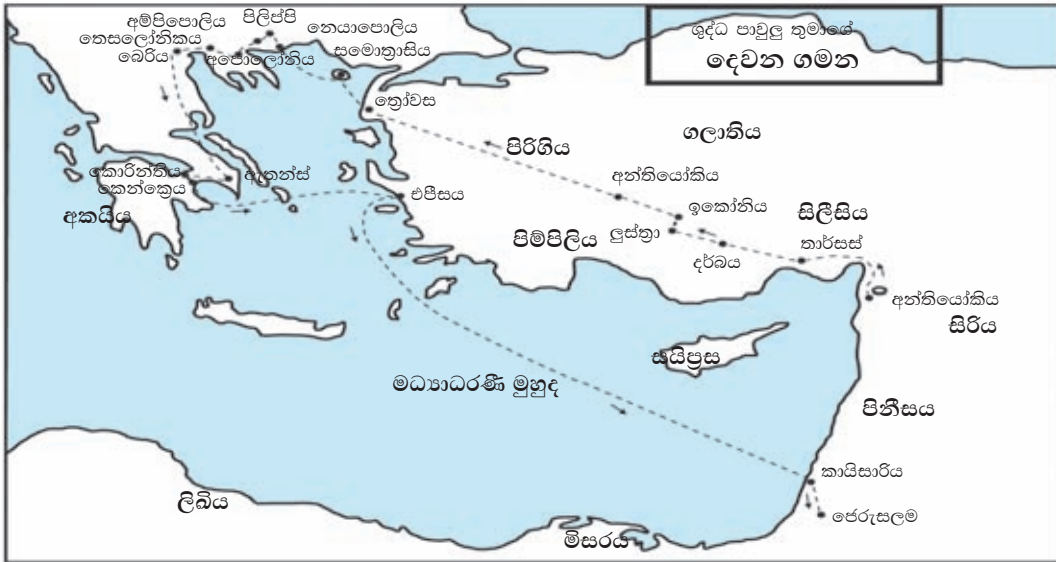 ශුද්ධ පාවුලු තුමාගේ
දෙවන ගමන
අම්පිපොලිය
පිලිප්පි
නෙයාපොලිය
තෙසලෝනිකය
සමොත්‍රාසිය
බේරිය
අපොලෝනිය
ත්‍රෝවස
ගලාතිය
පිරිගිය
කොරින්තිය
ඇතන්ස්
අන්තියෝකිය
කෙන්ක්‍රෙය
එපීසය
ඉකෝනිය
අකයිය
සිලීසිය
ලුස්ත්‍රා
පිම්පිලිය
තාර්සස්
දර්බය
අන්තියෝකිය
සිරිය
සයිප්‍රස
මධ්‍යාධරණී මුහුද
පිනීසය
කායිසාරිය
ලිඛිය
ජෙරුසලම
මිසරය